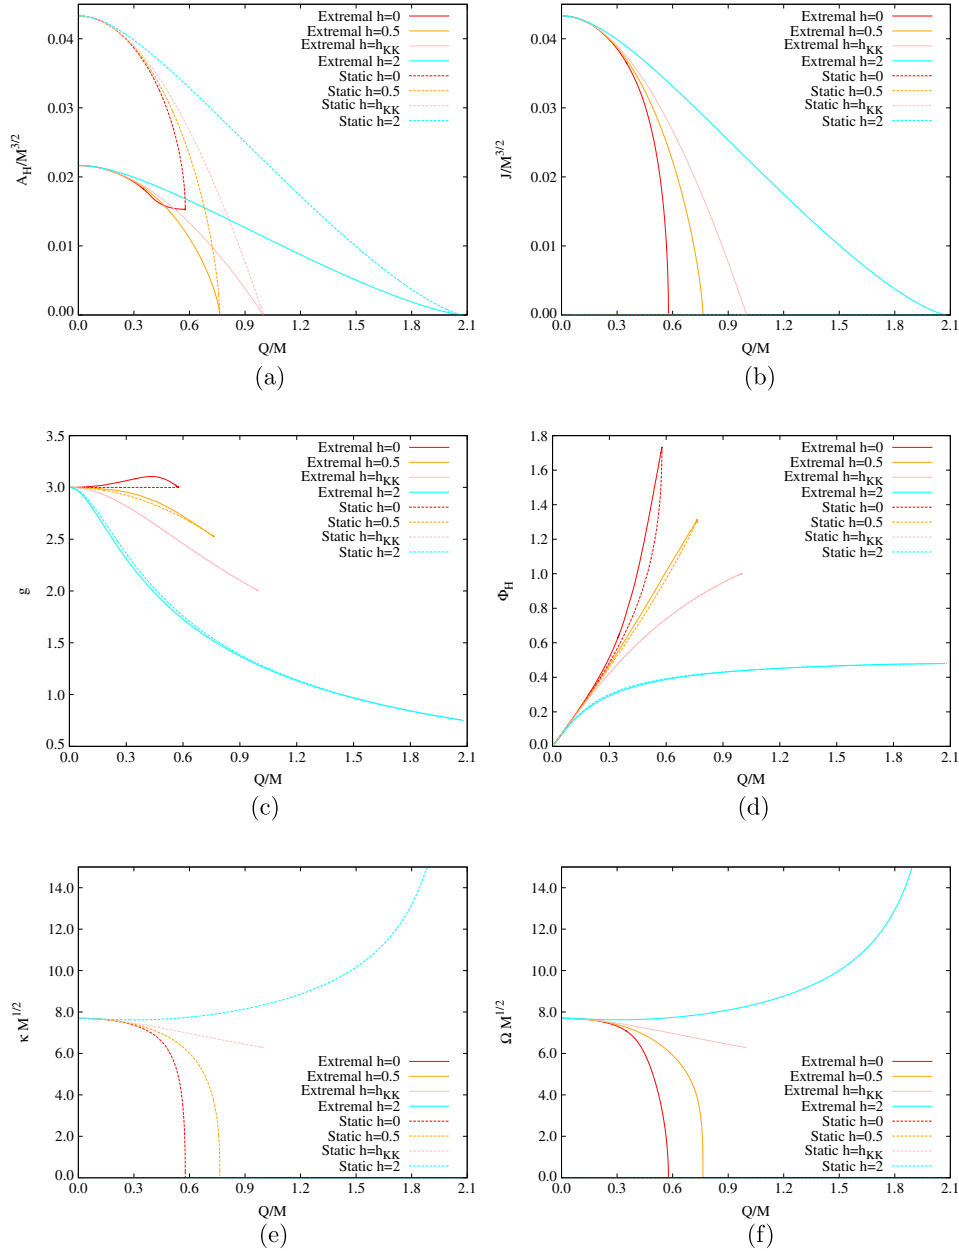 Extremal h=0
Extremal h=0.5
Extremal h=hKK
Extremal h=2
Static h=0
Static h=0.5
Static h=hKK
Static h=2
0.04
0.03
0.02
0.01
0.00
AH/M3/2
0.0 0.3 0.6 0.9 1.2 1.5 1.8 2.1
Q/M
(a)
Extremal h=0
Extremal h=0.5
Extremal h=hKK
Extremal h=2
Static h=0
Static h=0.5
Static h=hKK
Static h=2
0.04
0.03
0.02
0.01
0.00
J/M3/2
0.0 0.3 0.6 0.9 1.2 1.5 1.8 2.1
Q/M
(b)
Extremal h=0
Extremal h=0.5
Extremal h=hKK
Extremal h=2
Static h=0
Static h=0.5
Static h=hKK
Static h=2
3.5
3.0
2.5
2.0
1.5
1.0
0.5
g
0.0 0.3 0.6 0.9 1.2 1.5 1.8 2.1
Q/M
(c)
Extremal h=0
Extremal h=0.5
Extremal h=hKK
Extremal h=2
Static h=0
Static h=0.5
Static h=hKK
Static h=2
1.8
1.6
1.4
1.2
1.0
0.8
0.6
0.4
0.2
0.0
ΦH
0.0 0.3 0.6 0.9 1.2 1.5 1.8 2.1
Q/M
(d)
14.0
12.0
10.0
8.0
6.0
4.0
2.0
0.0
κ M1/2
Extremal h=0
Extremal h=0.5
Extremal h=hKK
Extremal h=2
Static h=0
Static h=0.5
Static h=hKK
Static h=2
0.0 0.3 0.6 0.9 1.2 1.5 1.8 2.1
Q/M
(e)
14.0
12.0
10.0
8.0
6.0
4.0
2.0
0.0
Ω M1/2
Extremal h=0
Extremal h=0.5
Extremal h=hKK
Extremal h=2
Static h=0
Static h=0.5
Static h=hKK
Static h=2
0.0 0.3 0.6 0.9 1.2 1.5 1.8 2.1
Q/M
(f)